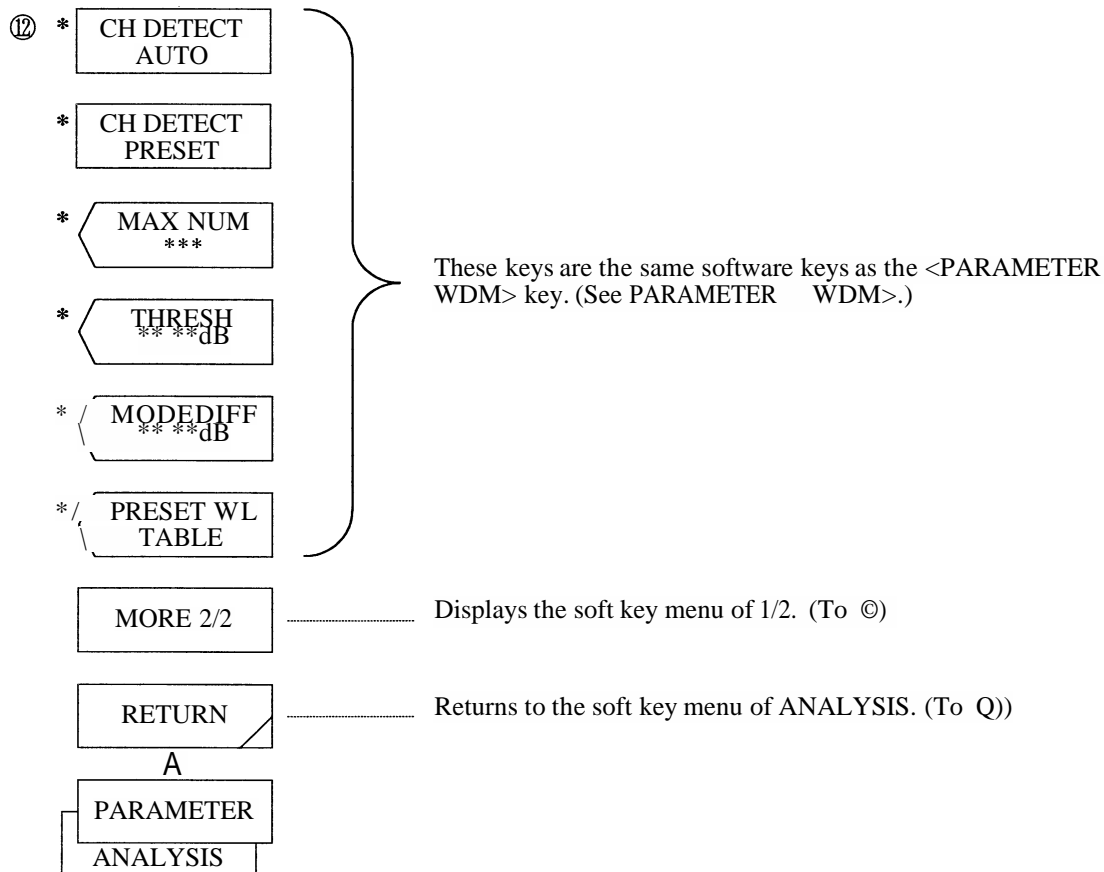 ⑫ * CH DETECT
AUTO
* CH DETECT
PRESET
* MAX NUM
***
These keys are the same software keys as the <PARAMETER
WDM> key. (See PARAMETER WDM>.)
* THRESH
** **dB
* MODEDIFF
** **dB
* PRESET WL
TABLE
MORE 2/2
Displays the soft key menu of 1/2. (To ©)
RETURN
Returns to the soft key menu of ANALYSIS. (To Q))
A
PARAMETER
ANALYSIS